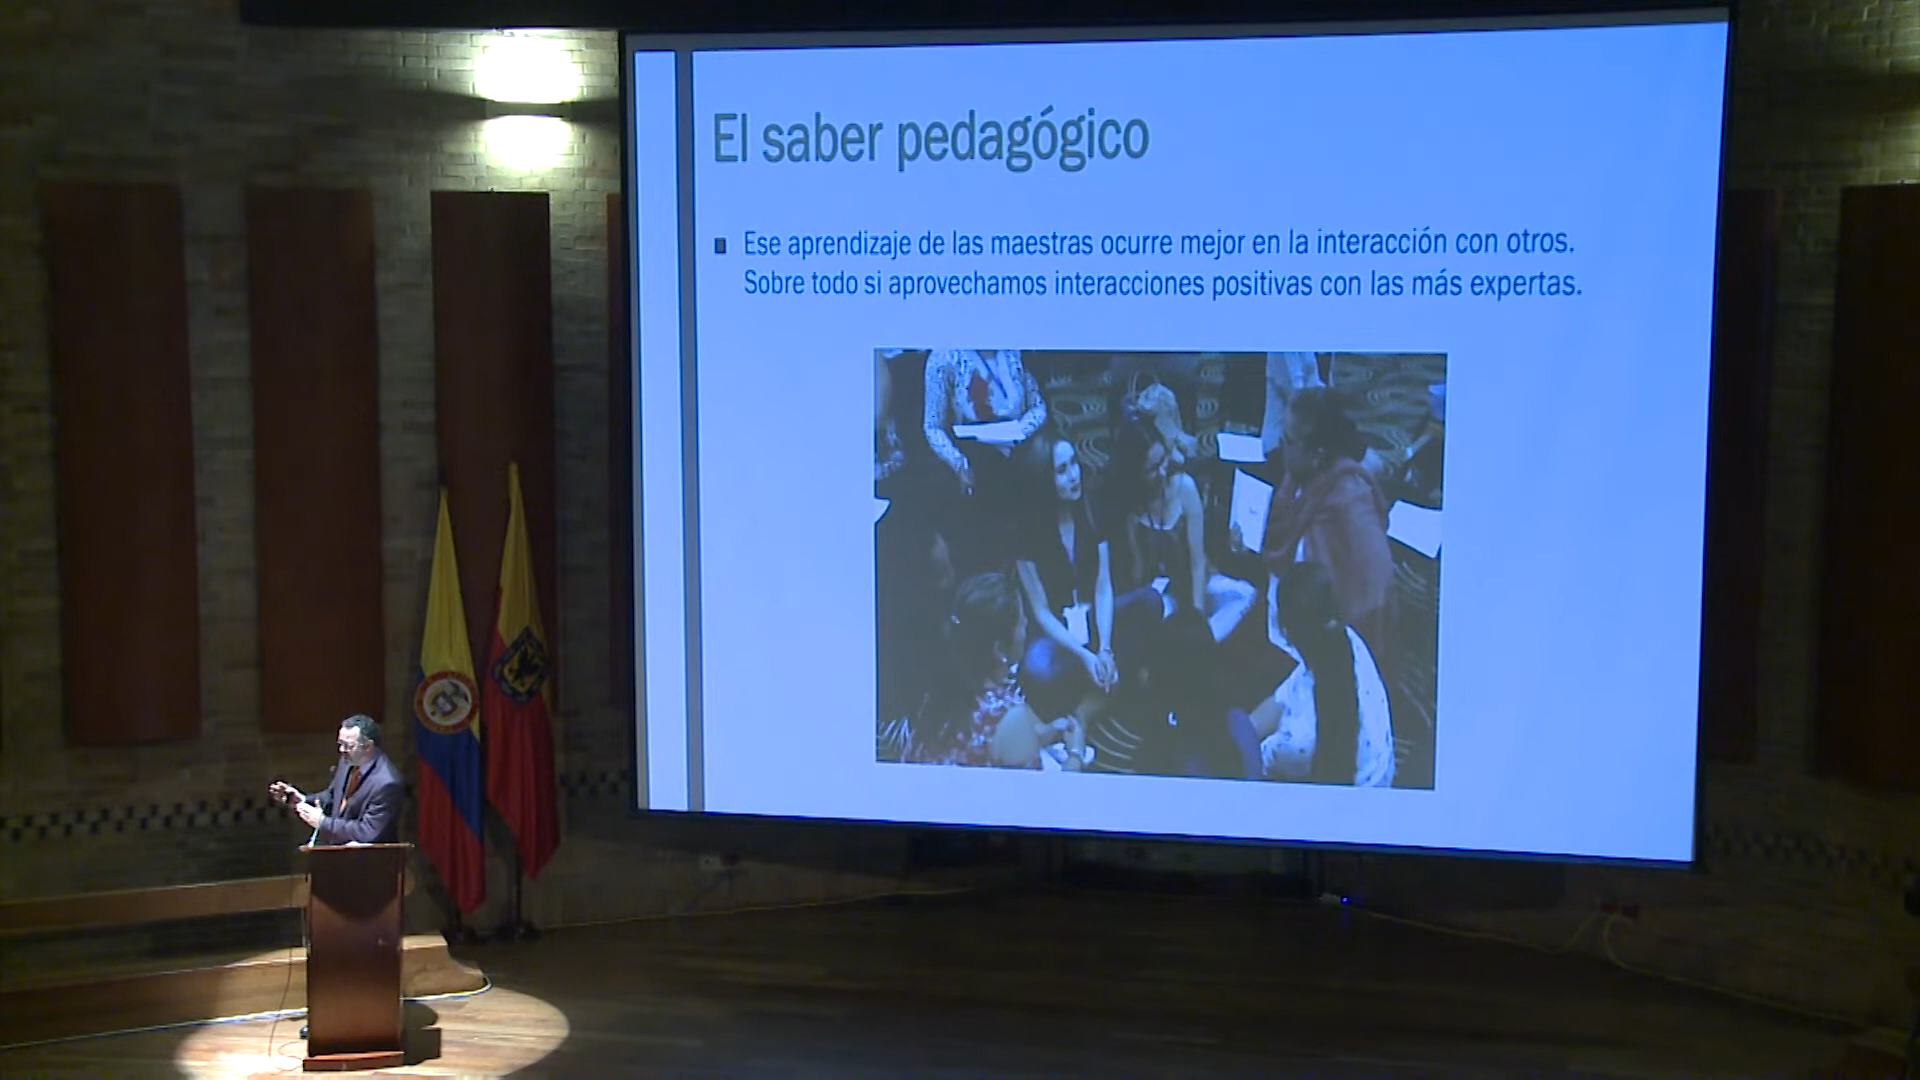 El saber pedagógico
Ese aprendizaje de las maestras ocurre mejor en la interacción con otros.
Sobre todo si aprovechamos interacciones positivas con las más expertas.